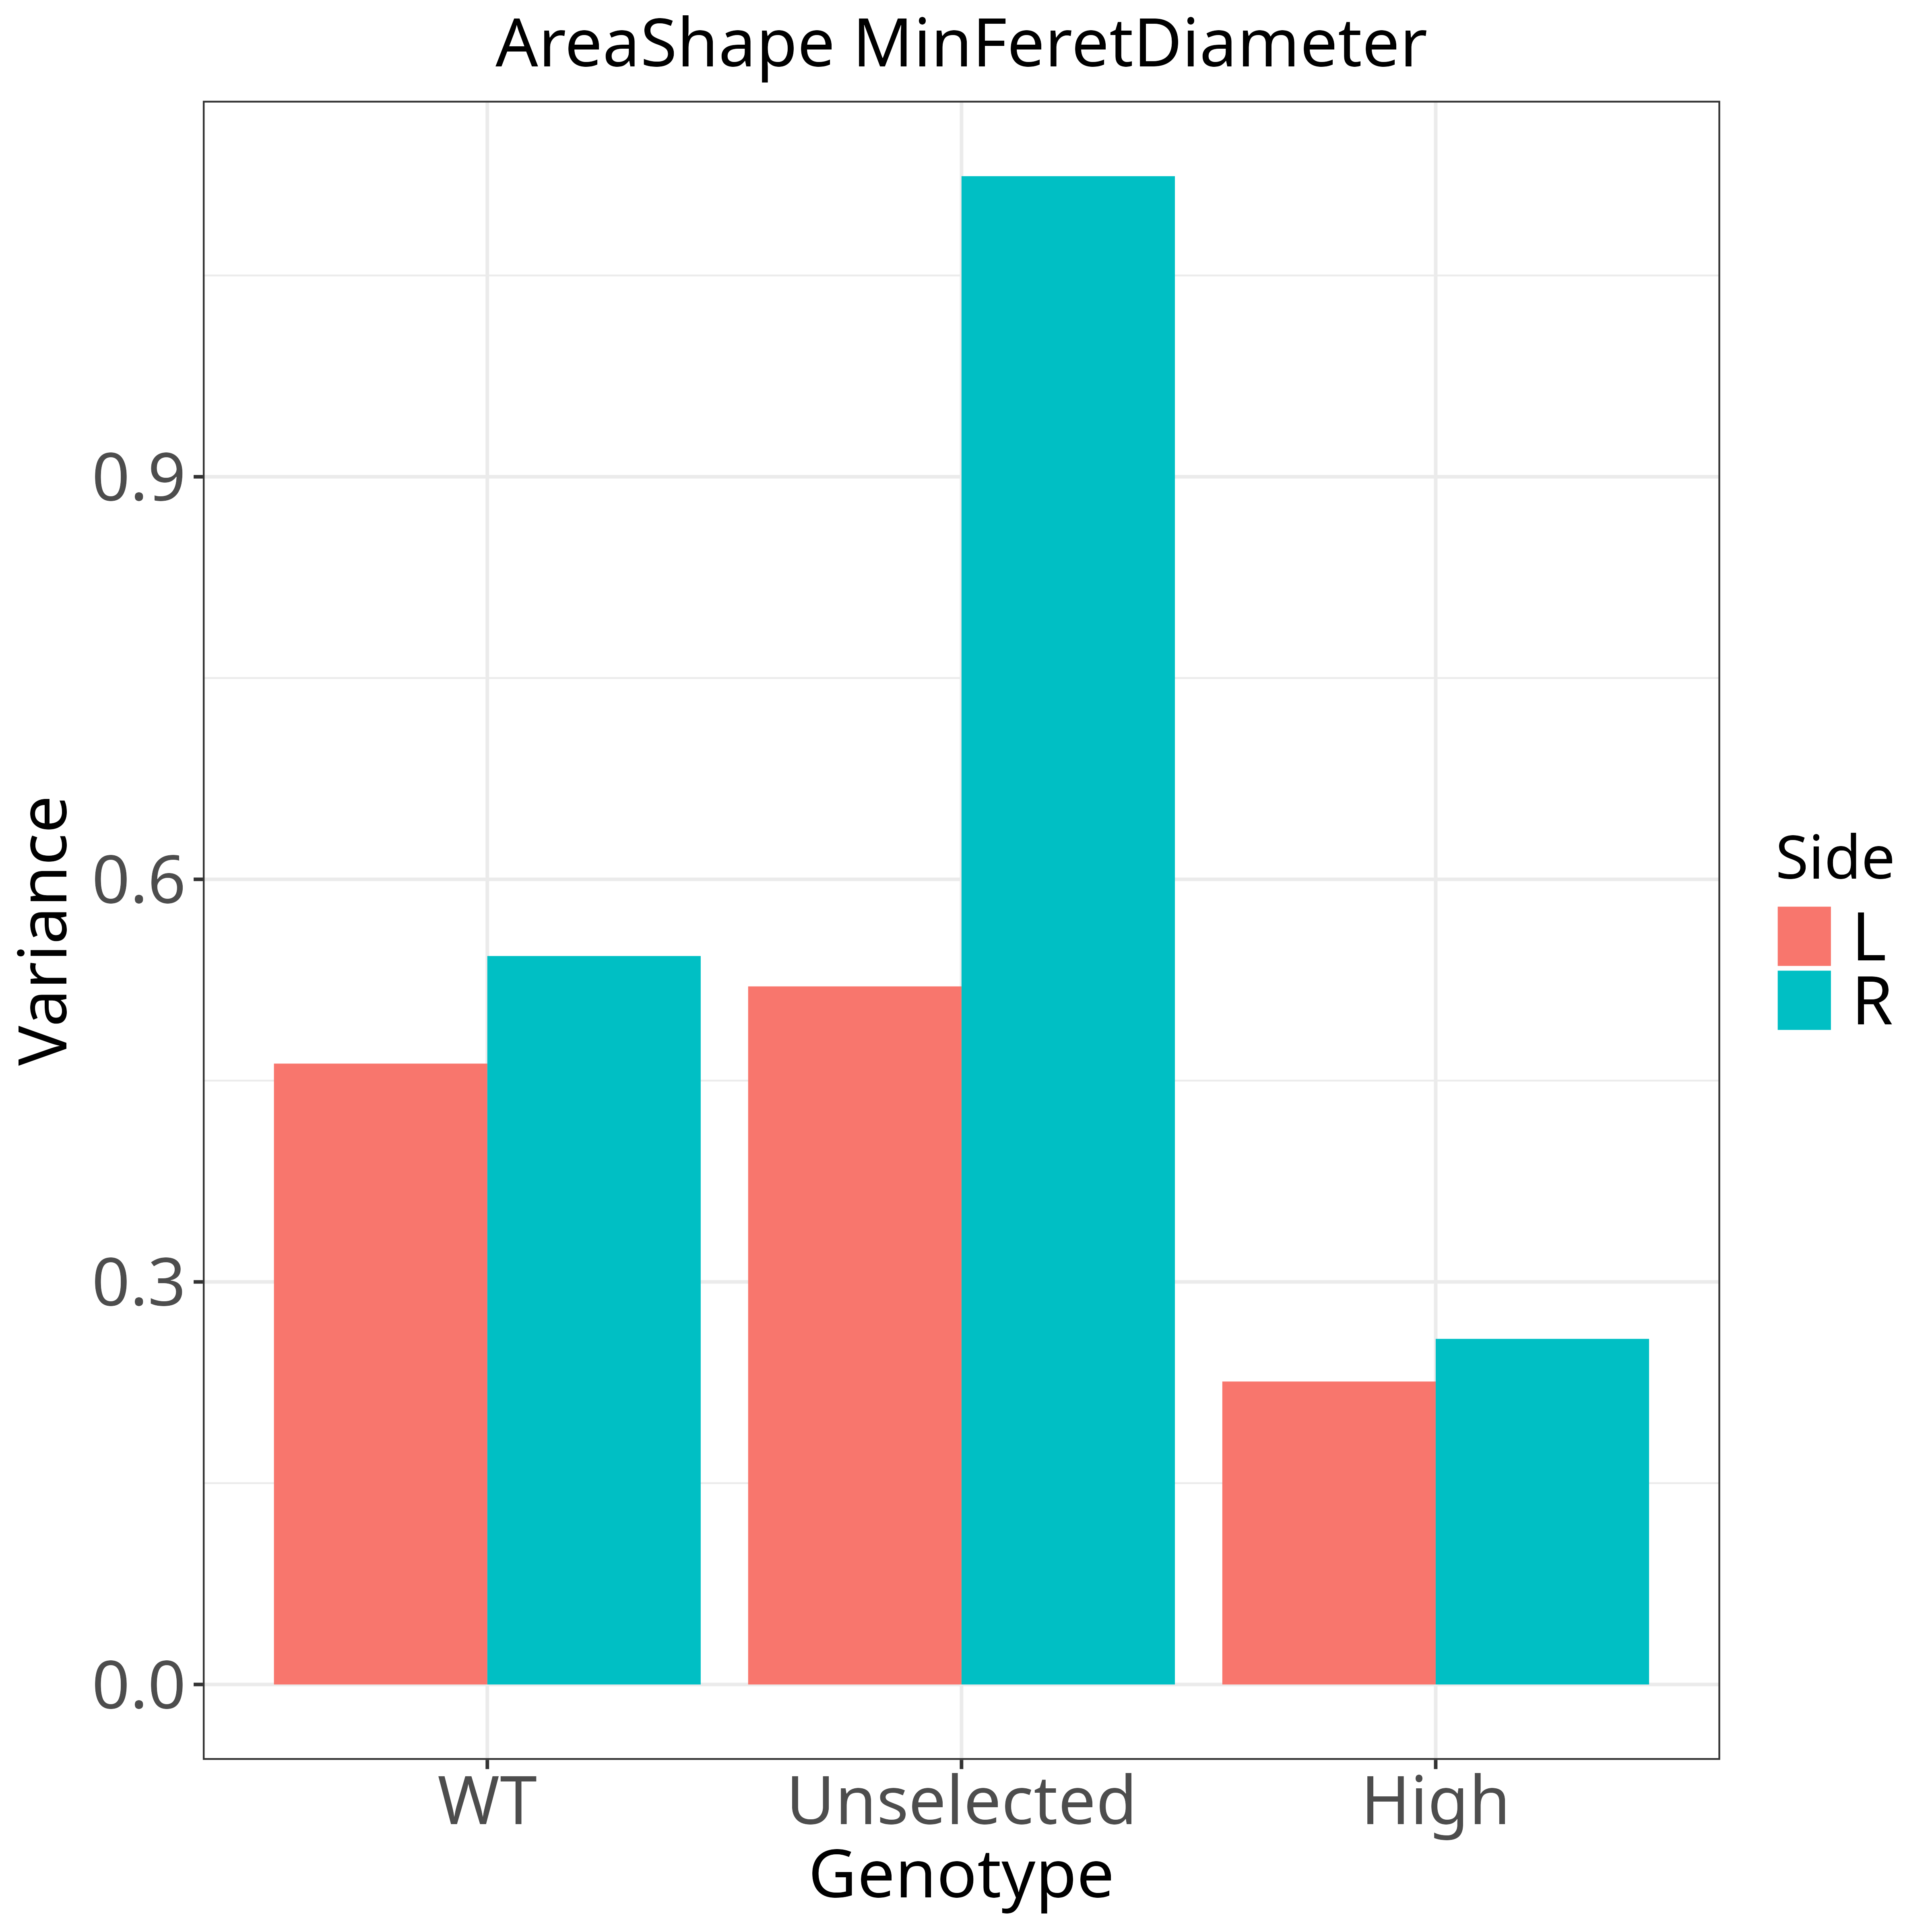 AreaShape MinFeretDiameter
Variance
0.9
0.6
0.3
0.0
WT
Unselected
High
Genotype
Side
L
R